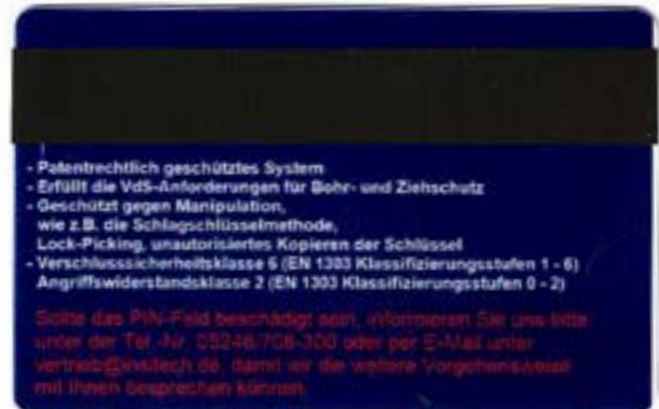 - Patentrechtlich geschütztes System
- Erfüllt die VdS-Anforderungen für Bohr- und Ziehschutz
- Geschützt gegen Manipulation,
wie z.B. die Schlagschlüsselmethode,
Lock-Picking, unautorisiertes Kopieren der Schlüssel
- Verschlusssicherheitsklasse 6 (EN 1303 Klassifizierungsstufen 1 - 6)
Angriffswiderstandsklasse 2 (EN 1303 Klassifizierungsstufen 0 - 2)
Sollte das PIN-Feld beschädigt sein, informieren Sie uns bitte
unter der Tel.-Nr. 05246/708-300 oder per E-Mail unter
vertrieb@insitech.de, damit wir die weitere Vorgehensweise
mit Ihnen besprechen können.